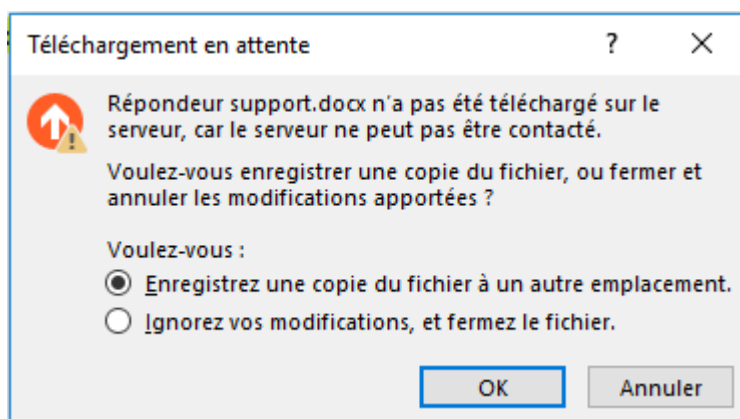 Téléchargement en attente
?
Répondeur support.docx n'a pas été téléchargé sur le
serveur, car le serveur ne peut pas être contacté.
Voulez-vous enregistrer une copie du fichier, ou fermer et
annuler les modifications apportées ?
Voulez-vous :
Enregistrez une copie du fichier à un autre emplacement.
Ignorez vos modifications, et fermez le fichier.
OK
Annuler